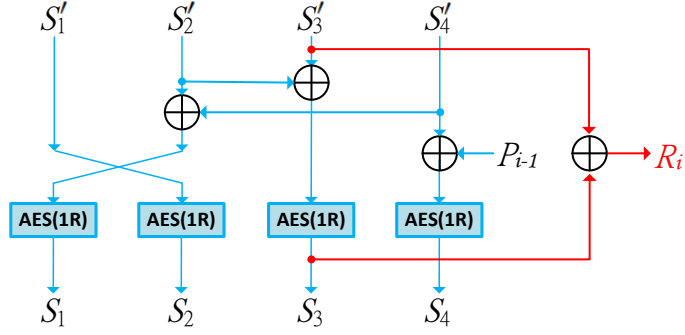 S′₁ S′₂ S′₃ S′₄
Pᵢ₋₁ Rᵢ
AES(1R) AES(1R) AES(1R) AES(1R)
S₁ S₂ S₃ S₄